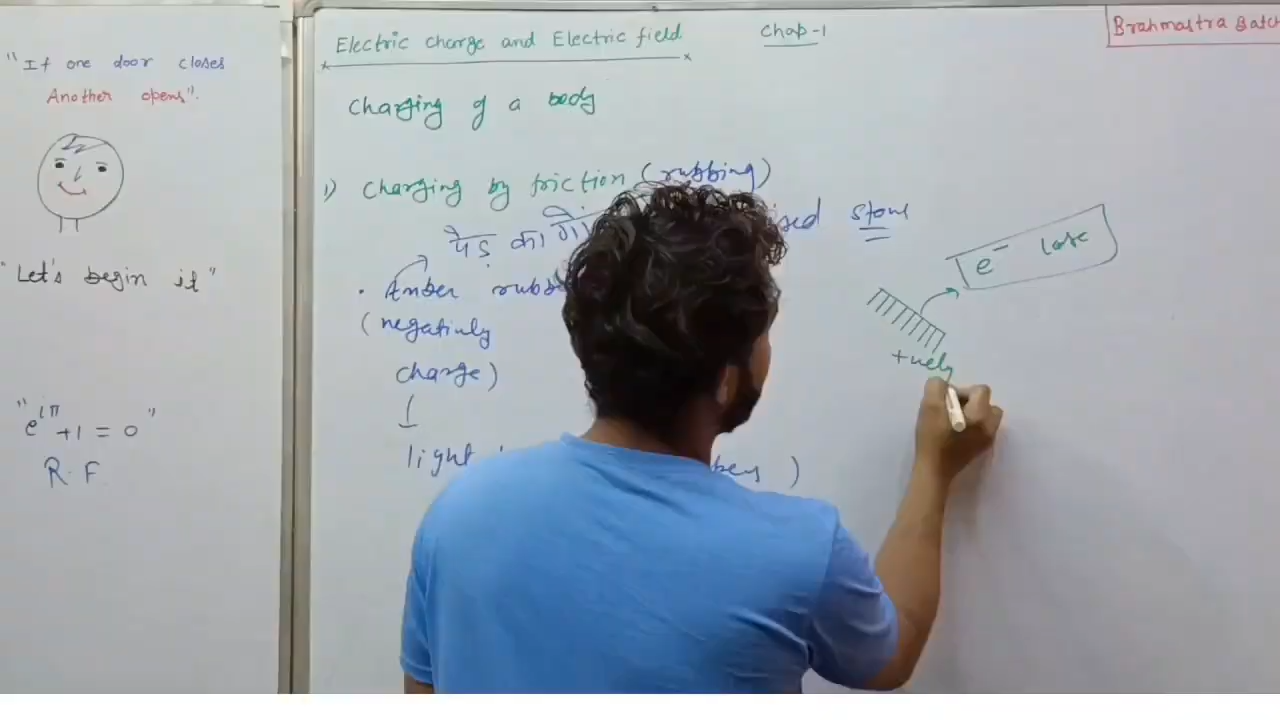 "If one door closes
Another opens".
"Let's begin it"
"e^iπ +1 = 0"
R. F
Electric charge and Electric field
Chap-1
Brahmastra Batch
Charging of a body
1) Charging by friction (rubbing)
पेड़ का
stone
• Amber
(negatively
charge)
light
)
e⁻ lose
+vely